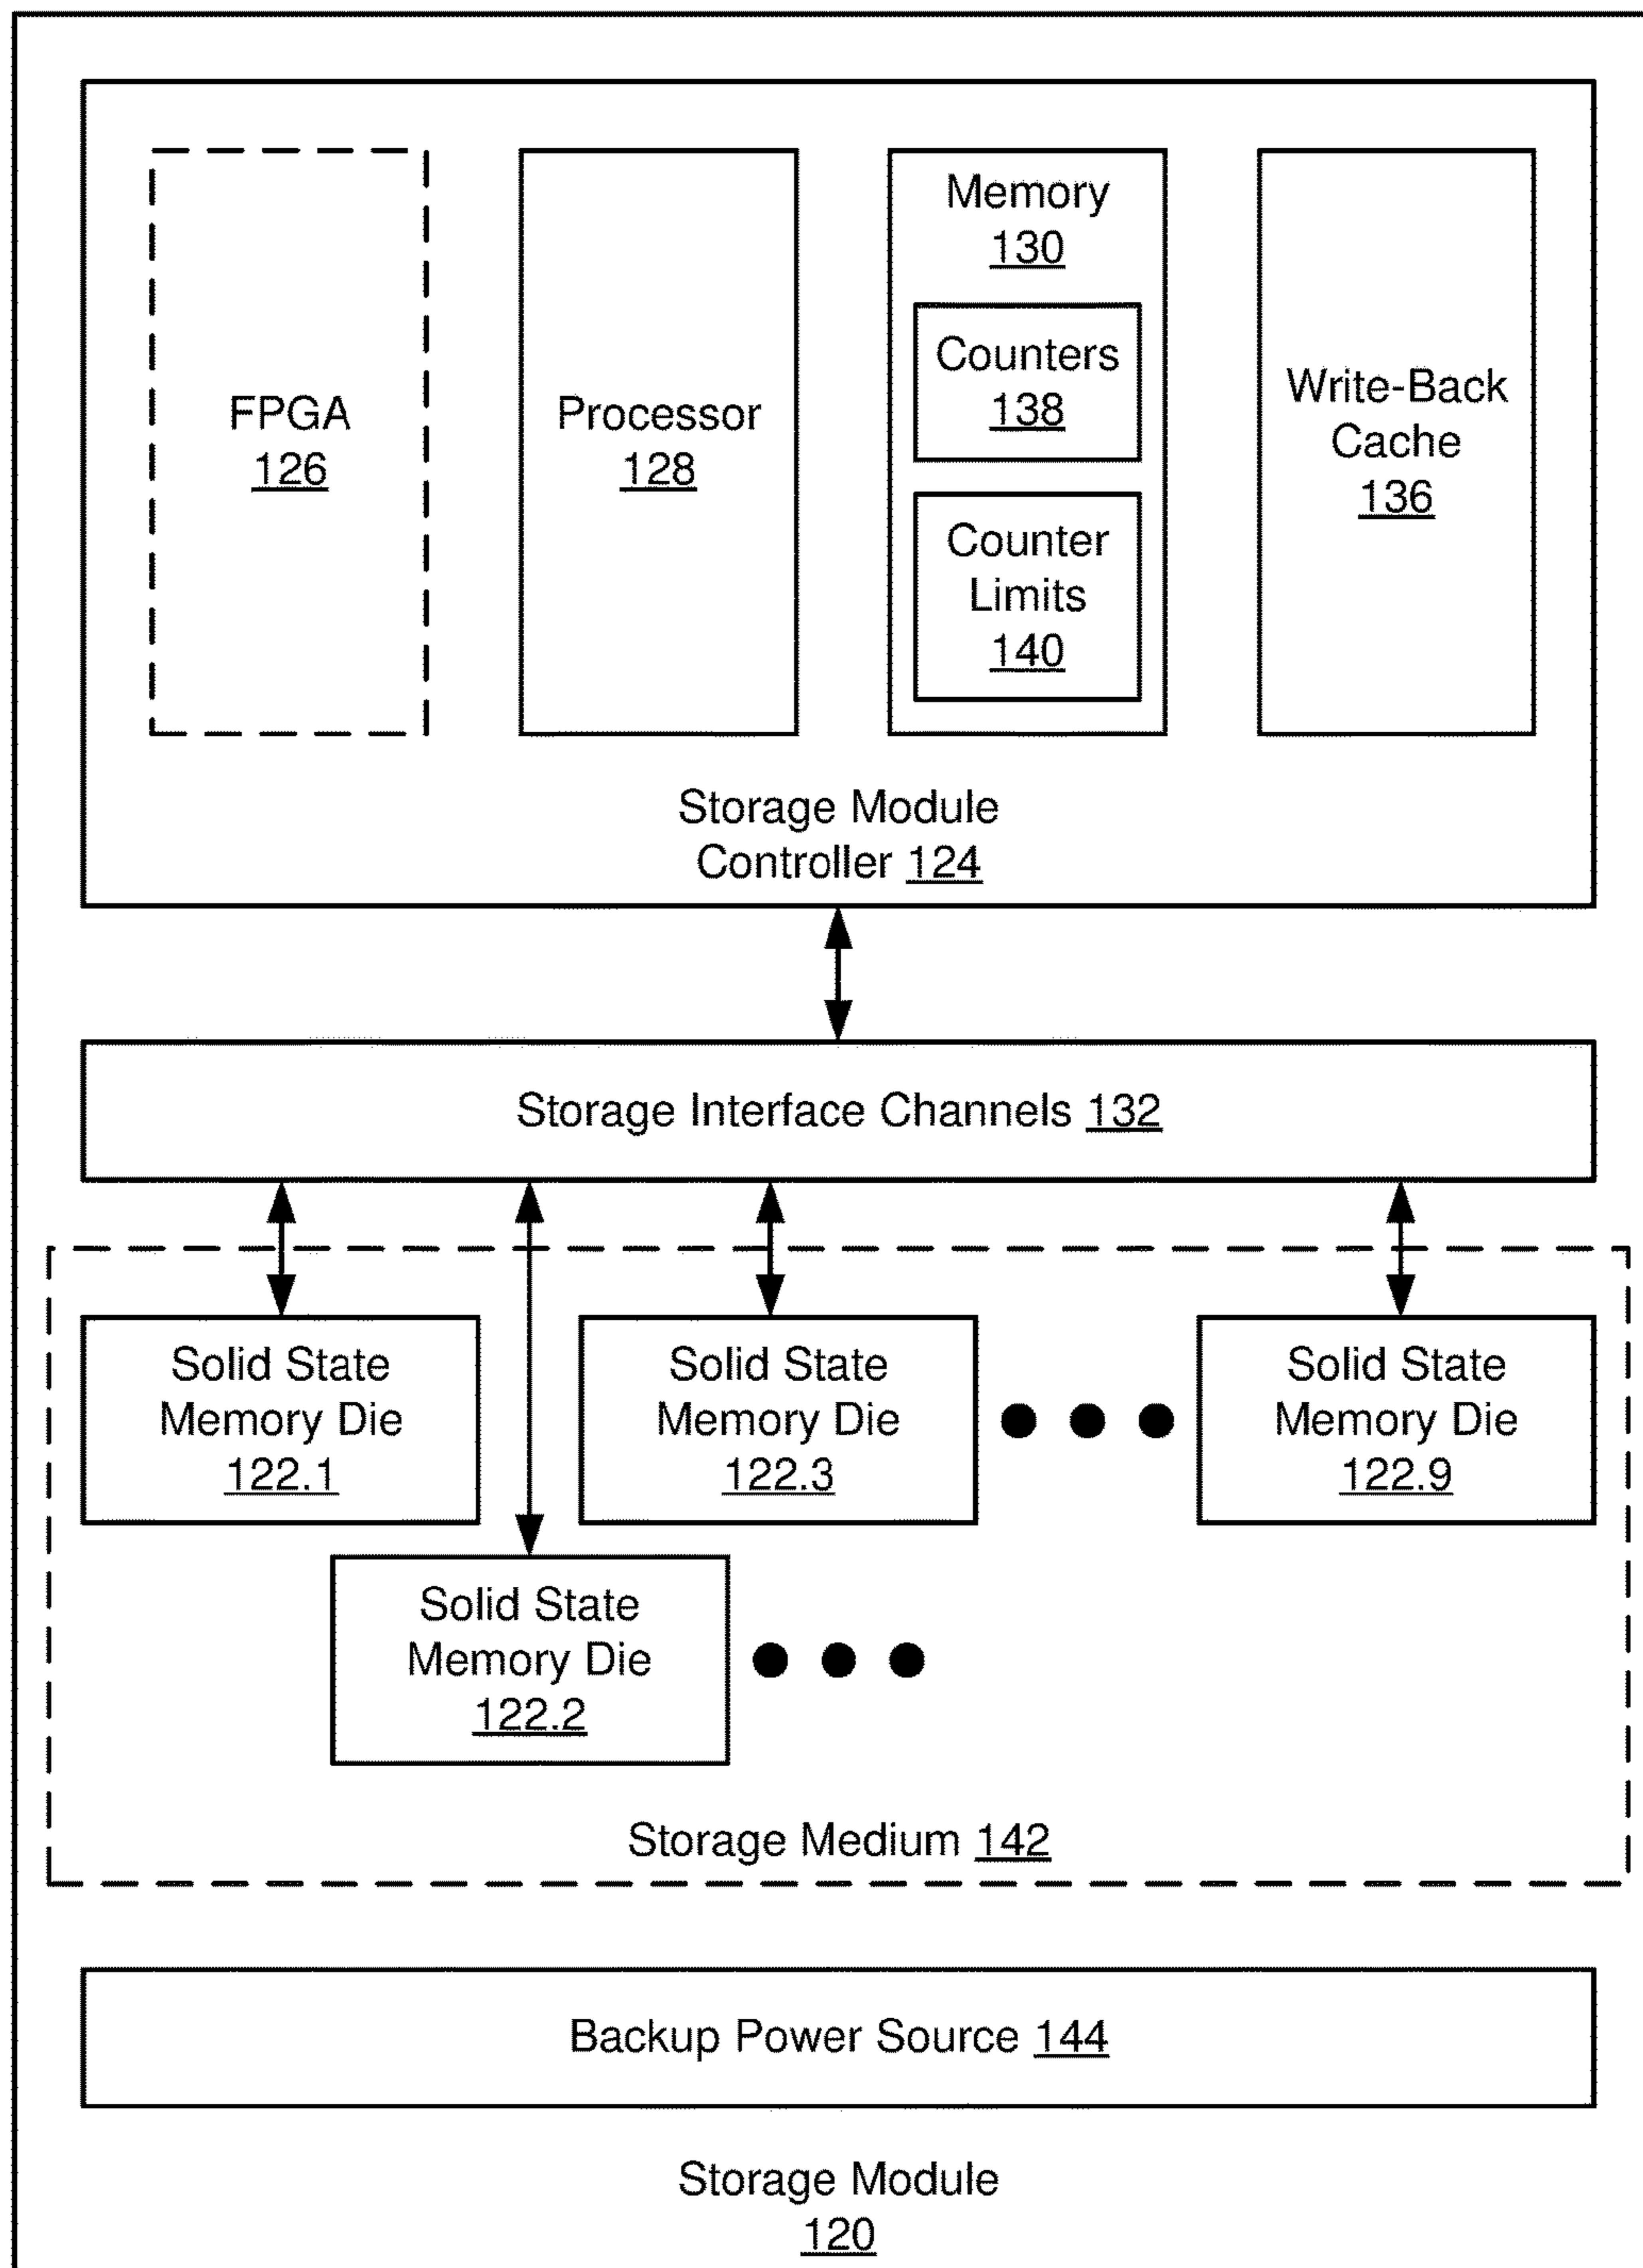 FPGA
126
Processor
128
Memory
130
Counters
138
Counter
Limits
140
Write-Back
Cache
136
Storage Module
Controller 124
Storage Interface Channels 132
Solid State
Memory Die
122.1
Solid State
Memory Die
122.3
Solid State
Memory Die
122.9
Solid State
Memory Die
122.2
Storage Medium 142
Backup Power Source 144
Storage Module
120